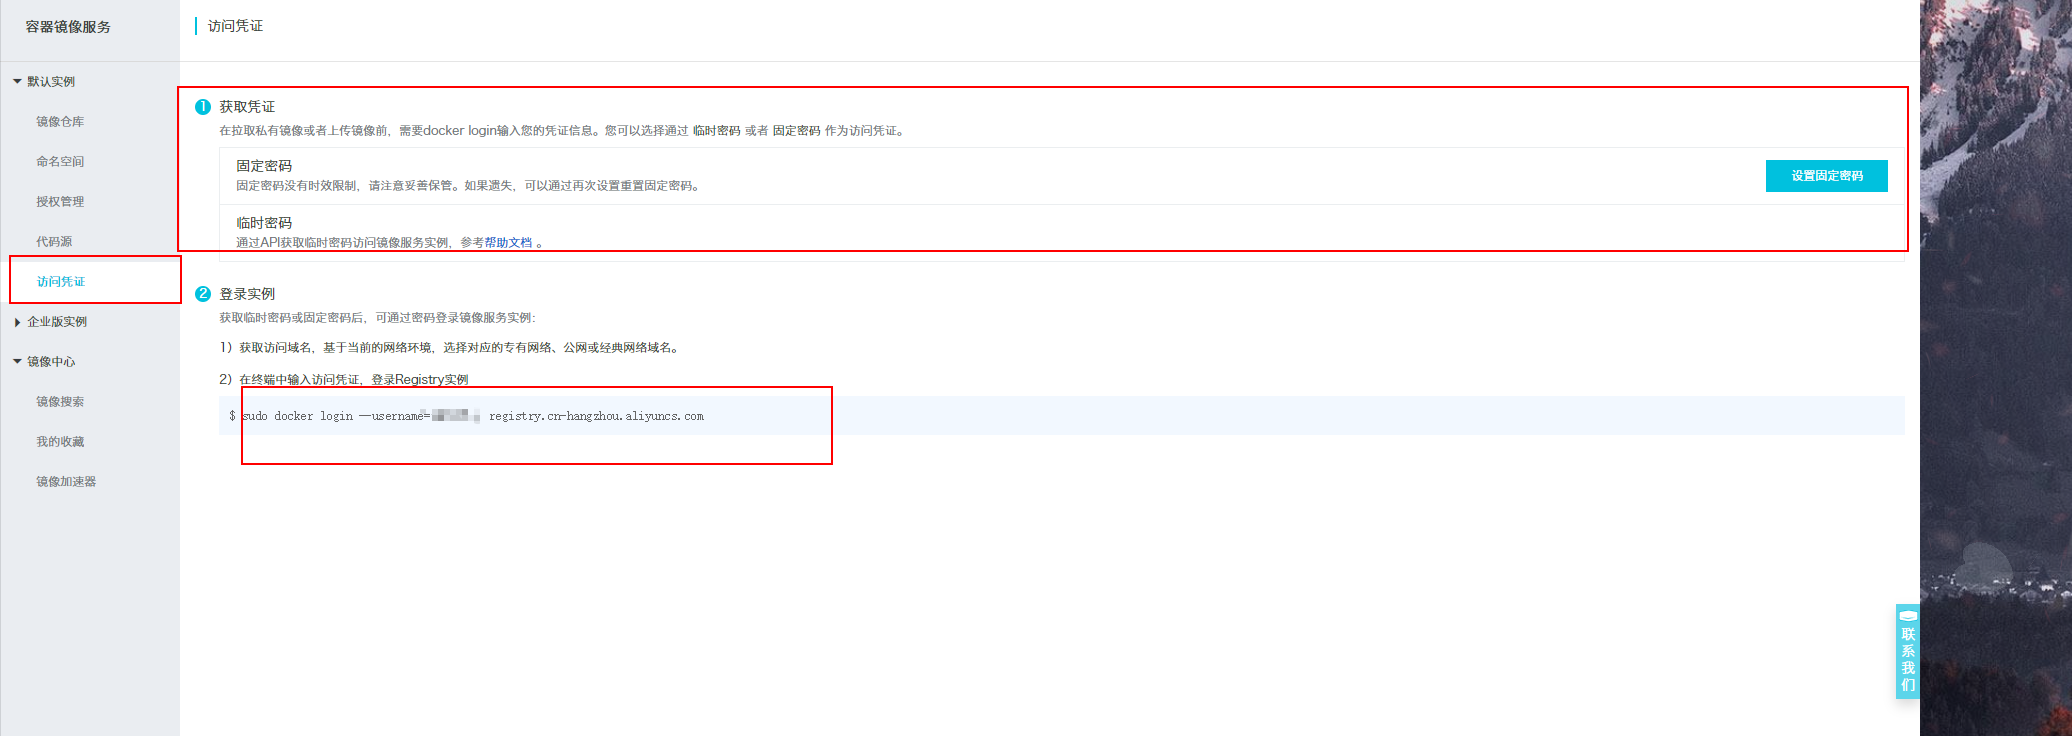 容器镜像服务
访问凭证
默认实例
镜像仓库
命名空间
授权管理
代码源
访问凭证
企业版实例
镜像中心
镜像搜索
我的收藏
镜像加速器
1 获取凭证
在拉取私有镜像或者上传镜像前，需要docker login输入您的凭证信息。您可以选择通过 临时密码 或者 固定密码 作为访问凭证。
固定密码
固定密码没有时效限制，请注意妥善保管。如果遗失，可以通过再次设置重置固定密码。
设置固定密码
临时密码
通过API获取临时密码访问镜像服务实例，参考帮助文档 。
2 登录实例
获取临时密码或固定密码后，可通过密码登录镜像服务实例：
1）获取访问域名，基于当前的网络环境，选择对应的专有网络、公网或经典网络域名。
2）在终端中输入访问凭证，登录Registry实例
$ sudo docker login --username= registry.cn-hangzhou.aliyuncs.com
联系我们